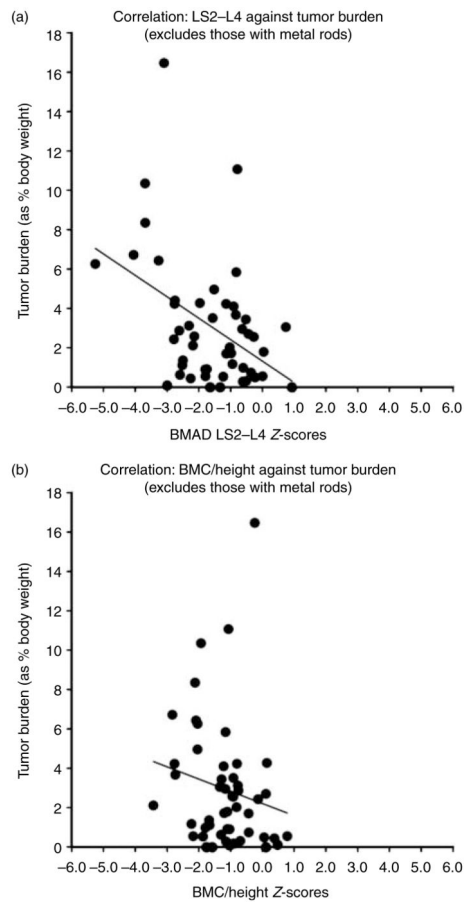 (a)
Correlation: LS2–L4 against tumor burden
(excludes those with metal rods)
18
16
14
12
10
8
6
4
2
0
Tumor burden (as % body weight)
–6.0 –5.0 –4.0 –3.0 –2.0 –1.0 0.0 1.0 2.0 3.0 4.0 5.0 6.0
BMAD LS2–L4 Z-scores
(b)
Correlation: BMC/height against tumor burden
(excludes those with metal rods)
18
16
14
12
10
8
6
4
2
0
Tumor burden (as % body weight)
–6.0 –5.0 –4.0 –3.0 –2.0 –1.0 0.0 1.0 2.0 3.0 4.0 5.0 6.0
BMC/height Z-scores